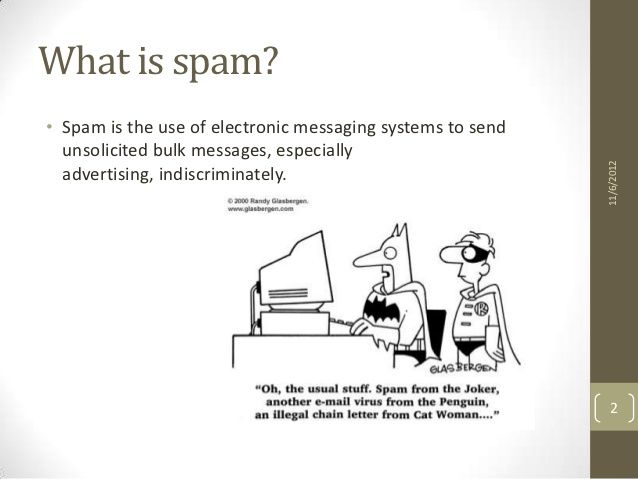 What is spam?
• Spam is the use of electronic messaging systems to send
unsolicited bulk messages, especially
advertising, indiscriminately.
© 2000 Randy Glasbergen.
www.glasbergen.com
R
GLASBERGEN
"Oh, the usual stuff. Spam from the Joker,
another e-mail virus from the Penguin,
an illegal chain letter from Cat Woman...."
11/6/2012
2